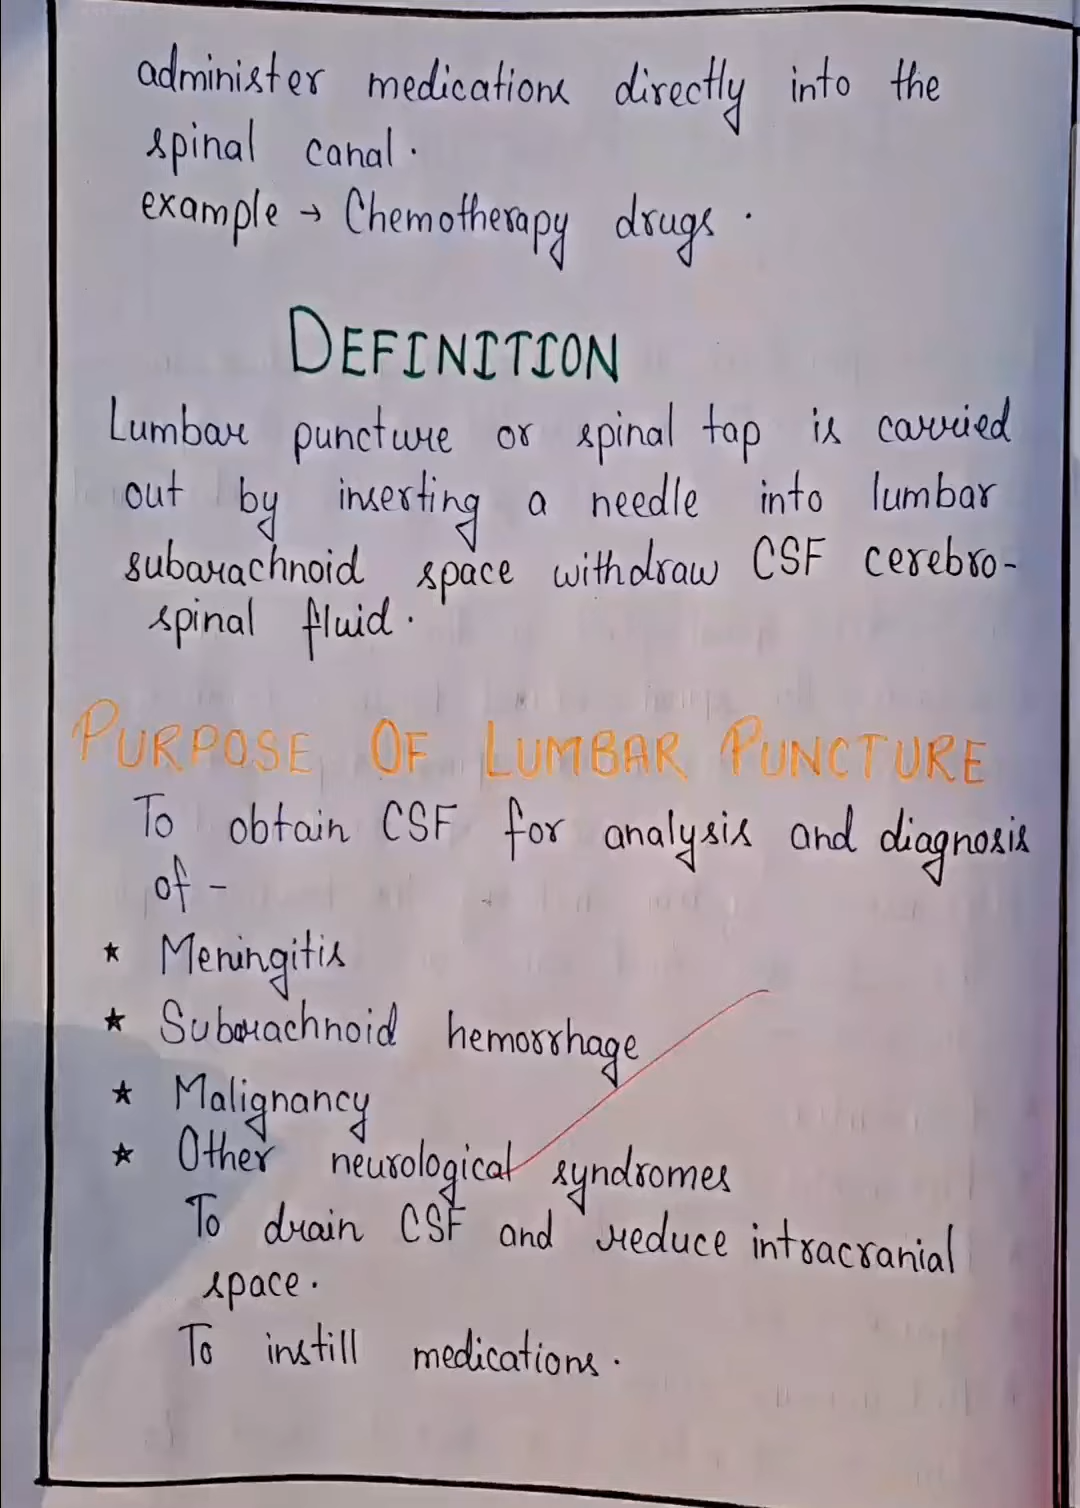 administer medications directly into the
spinal canal.
example → Chemotherapy drugs.
DEFINITION
Lumbar puncture or spinal tap is carried
out by inserting a needle into lumbar
subarachnoid space withdraw CSF cerebro-
spinal fluid.
PURPOSE OF LUMBAR PUNCTURE
To obtain CSF for analysis and diagnosis
of -
★ Meningitis
★ Subarachnoid hemorrhage
★ Malignancy
★ Other neurological syndromes
To drain CSF and reduce intracranial
space.
To instill medications.